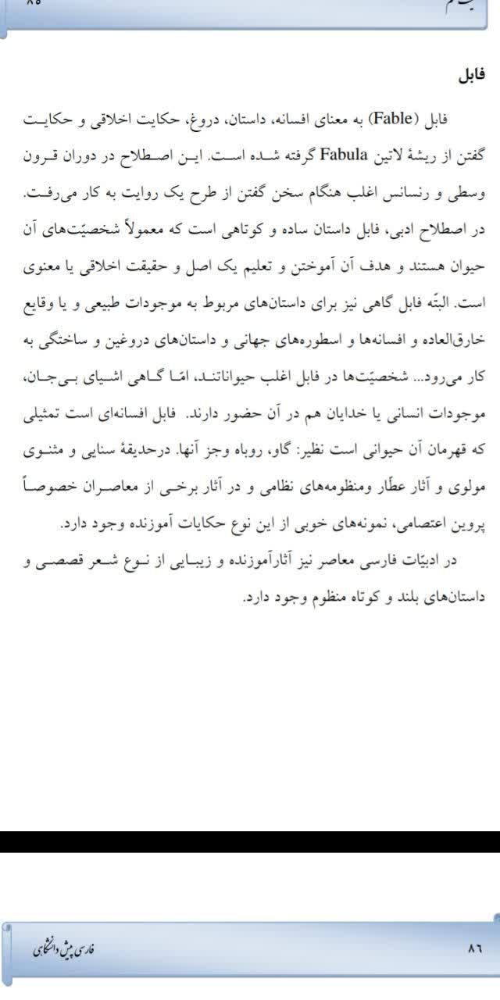 ۸۵
فابل
فابل (Fable) به معنای افسانه، داستان، دروغ، حکایت اخلاقی و حکایت
گفتن از ریشهٔ لاتین Fabula گرفته شده است. این اصطلاح در دوران قرون
وسطی و رنسانس اغلب هنگام سخن گفتن از طرح یک روایت به کار می‌رفت.
در اصطلاح ادبی، فابل داستان ساده و کوتاهی است که معمولاً شخصیّت‌های آن
حیوان هستند و هدف آن آموختن و تعلیم یک اصل و حقیقت اخلاقی یا معنوی
است. البتّه فابل گاهی نیز برای داستان‌های مربوط به موجودات طبیعی و یا وقایع
خارق‌العاده و افسانه‌ها و اسطوره‌های جهانی و داستان‌های دروغین و ساختگی به
کار می‌رود... شخصیّت‌ها در فابل اغلب حیواناتند، امّا گاهی اشیای بی‌جان،
موجودات انسانی یا خدایان هم در آن حضور دارند. فابل افسانه‌ای است تمثیلی
که قهرمان آن حیوانی است نظیر: گاو، روباه وجز آنها. درحدیقهٔ سنایی و مثنوی
مولوی و آثار عطّار ومنظومه‌های نظامی و در آثار برخی از معاصران خصوصاً
پروین اعتصامی، نمونه‌های خوبی از این نوع حکایات آموزنده وجود دارد.
در ادبیّات فارسی معاصر نیز آثارآموزنده و زیبایی از نوع شعر قصصی و
داستان‌های بلند و کوتاه منظوم وجود دارد.
۸۶
فارسی پیش دانشگاهی